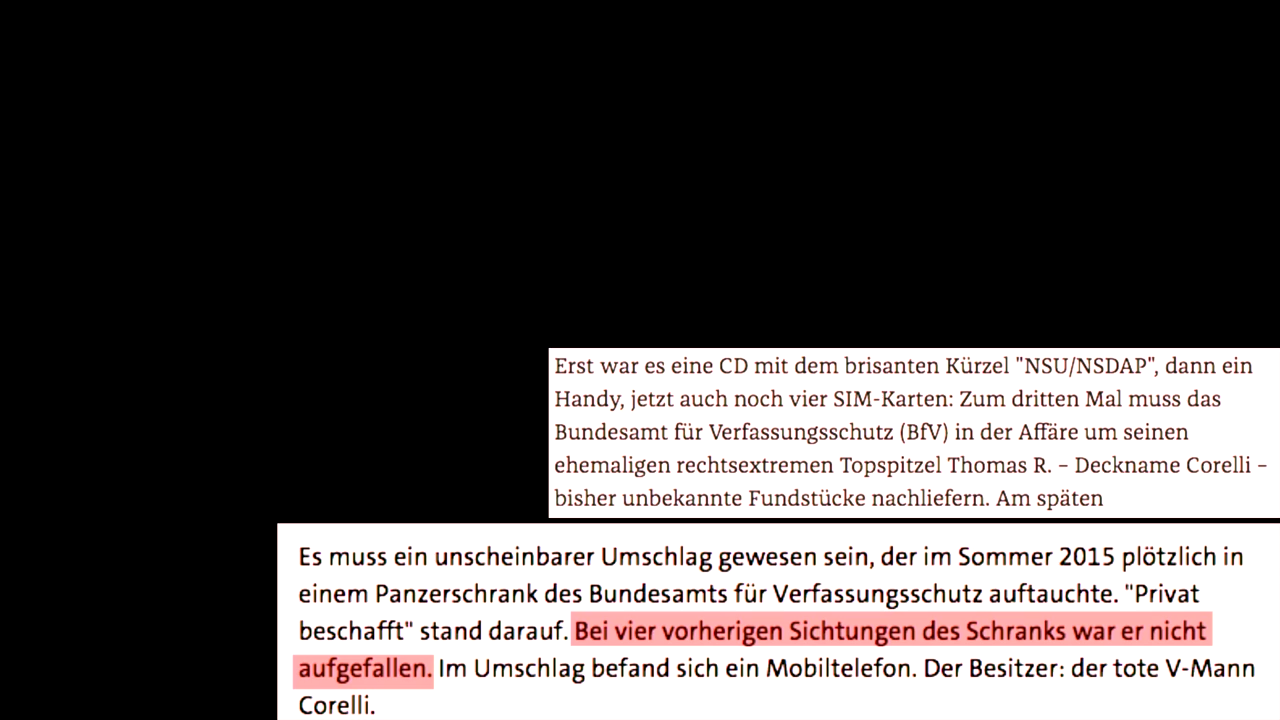 Erst war es eine CD mit dem brisanten Kürzel "NSU/NSDAP", dann ein
Handy, jetzt auch noch vier SIM-Karten: Zum dritten Mal muss das
Bundesamt für Verfassungsschutz (BfV) in der Affäre um seinen
ehemaligen rechtsextremen Topspitzel Thomas R. – Deckname Corelli –
bisher unbekannte Fundstücke nachliefern. Am späten
Es muss ein unscheinbarer Umschlag gewesen sein, der im Sommer 2015 plötzlich in
einem Panzerschrank des Bundesamts für Verfassungsschutz auftauchte. "Privat
beschafft" stand darauf. Bei vier vorherigen Sichtungen des Schranks war er nicht
aufgefallen. Im Umschlag befand sich ein Mobiltelefon. Der Besitzer: der tote V-Mann
Corelli.